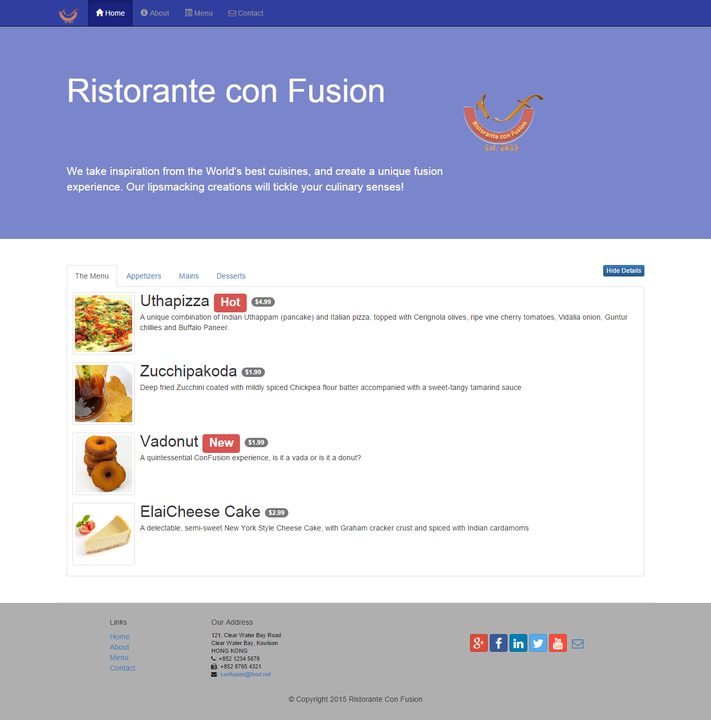 Home About Menu Contact
Ristorante con Fusion
Ristorante con Fusion
We take inspiration from the World's best cuisines, and create a unique fusion
experience. Our lipsmacking creations will tickle your culinary senses!
The Menu Appetizers Mains Desserts Hide Details
Uthapizza Hot $4.99
A unique combination of Indian Uthappam (pancake) and Italian pizza, topped with Cerignola olives, ripe vine cherry tomatoes, Vidalia onion, Guntur
chillies and Buffalo Paneer.
Zucchipakoda $1.99
Deep fried Zucchini coated with mildly spiced Chickpea flour batter accompanied with a sweet-tangy tamarind sauce
Vadonut New $1.99
A quintessential ConFusion experience, is it a vada or is it a donut?
ElaiCheese Cake $2.99
A delectable, semi-sweet New York Style Cheese Cake, with Graham cracker crust and spiced with Indian cardamoms
Links
Home
About
Menu
Contact
Our Address
121, Clear Water Bay Road
Clear Water Bay, Kowloon
HONG KONG
: +852 1234 5678
: +852 8765 4321
: confusion@food.net
g+ f in You Tube
© Copyright 2015 Ristorante Con Fusion